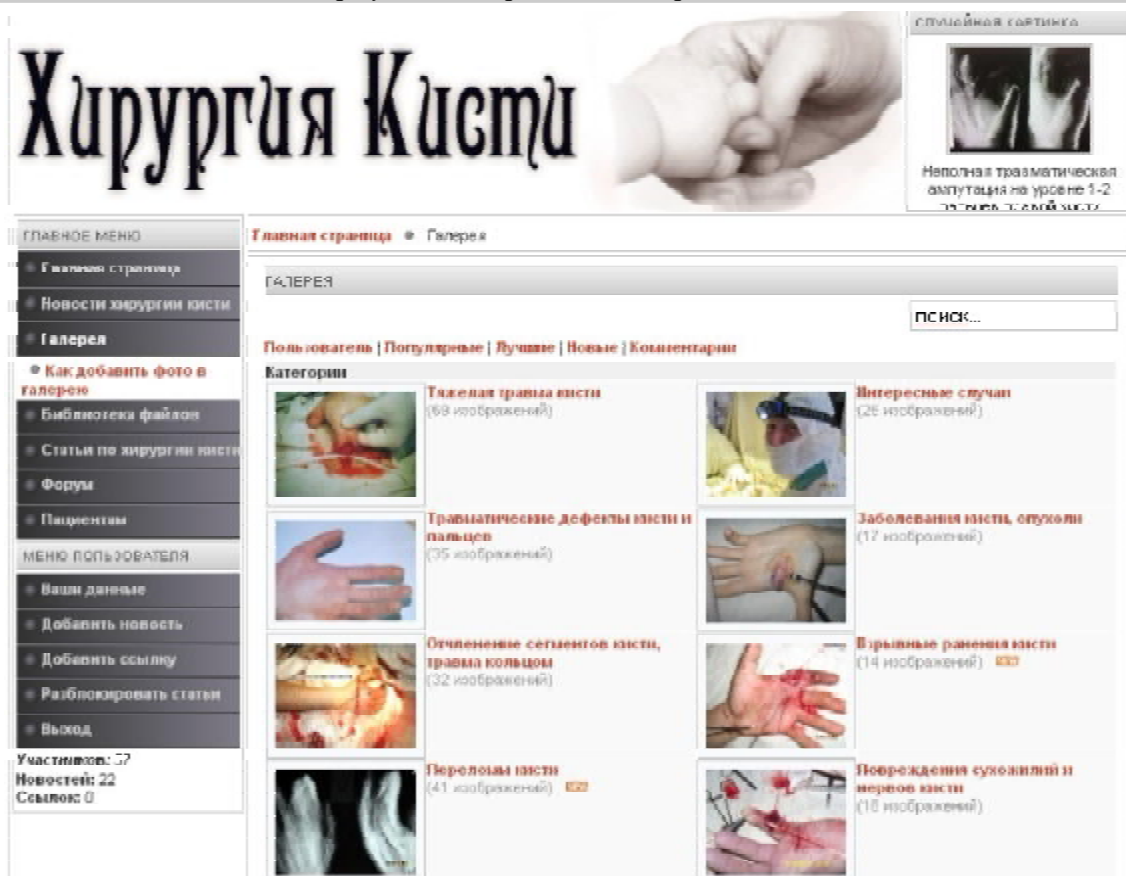 Хирургия Кисти
СЛУЧАЙНАЯ КАРТИНКА
Неполная травматическая
ампутация на уровне 1-2
ГЛАВНОЕ МЕНЮ
Главная страница
Новости хирургии кисти
Галерея
Как добавить фото в
галерею
Библиотека файлов
Статьи по хирургии кисти
Форум
Пациентам
МЕНЮ ПОЛЬЗОВАТЕЛЯ
Ваши данные
Добавить новость
Добавить ссылку
Разблокировать статьи
Выход
Участников: 57
Новостей: 22
Ссылок: 0
Главная страница Галерея
ГАЛЕРЕЯ
поиск...
Пользователь | Популярные | Лучшие | Новые | Комментарии
Категории
Тяжелая травма кисти
(69 изображений)
Интересные случаи
(26 изображений)
Травматические дефекты кисти и
пальцев
(35 изображений)
Заболевания кисти, опухоли
(17 изображений)
Отчленение сегментов кисти,
травма кольцом
(32 изображений)
Взрывные ранения кисти
(14 изображений) NEW
Переломы кисти
(41 изображений) NEW
Повреждения сухожилий и
нервов кисти
(18 изображений)